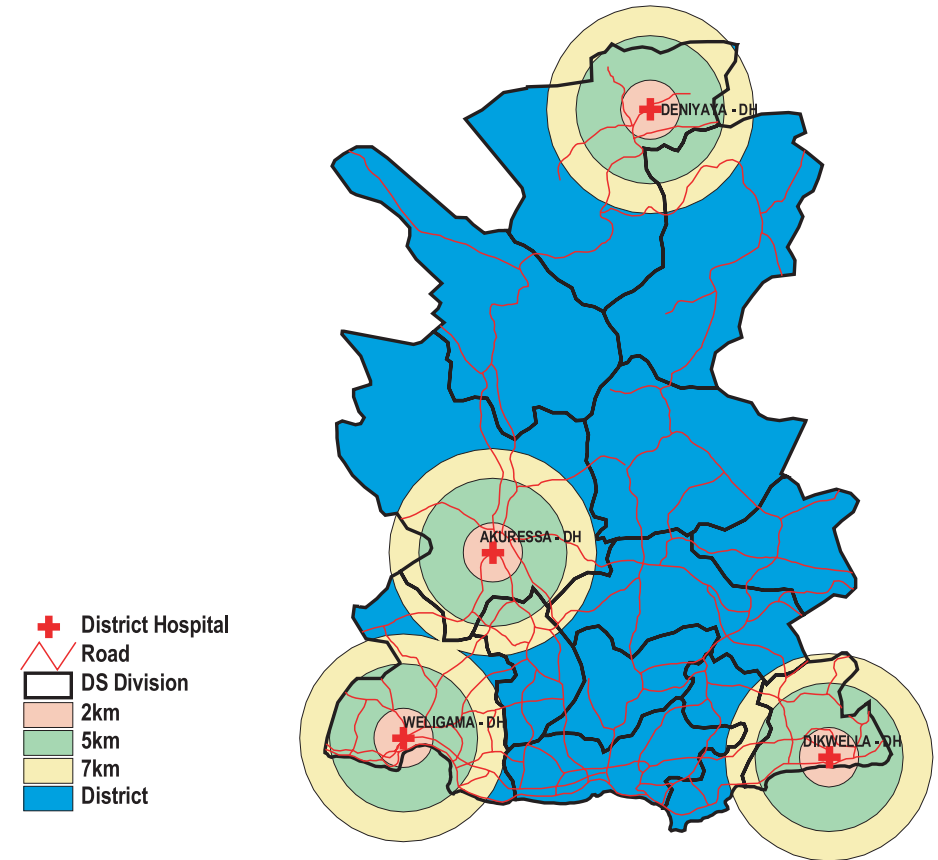 DENIYAYA - DH
AKURESSA - DH
WELIGAMA - DH
DIKWELLA - DH
District Hospital
Road
DS Division
2km
5km
7km
District